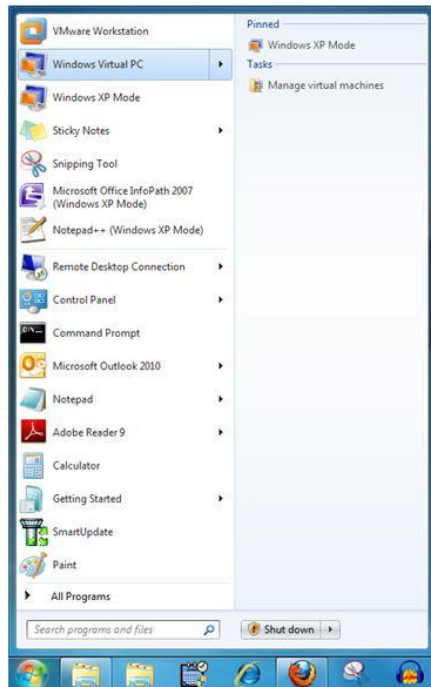 VMware Workstation
Windows Virtual PC
Windows XP Mode
Sticky Notes
Snipping Tool
Microsoft Office InfoPath 2007
(Windows XP Mode)
Notepad++ (Windows XP Mode)
Remote Desktop Connection
Control Panel
Command Prompt
Microsoft Outlook 2010
Notepad
Adobe Reader 9
Calculator
Getting Started
SmartUpdate
Paint
All Programs
Search programs and files
Pinned
Windows XP Mode
Tasks
Manage virtual machines
Shut down